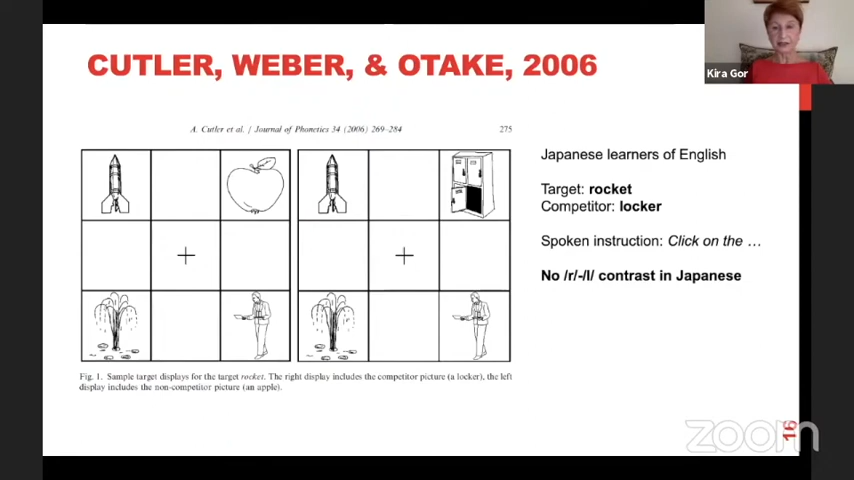 CUTLER, WEBER, & OTAKE, 2006
Kira Gor
A. Cutler et al. / Journal of Phonetics 34 (2006) 269–284
275
Japanese learners of English
Target: rocket
Competitor: locker
Spoken instruction: Click on the …
No /r/-/l/ contrast in Japanese
Fig. 1. Sample target displays for the target rocket. The right display includes the competitor picture (a locker), the left
display includes the non-competitor picture (an apple).
zoom
16